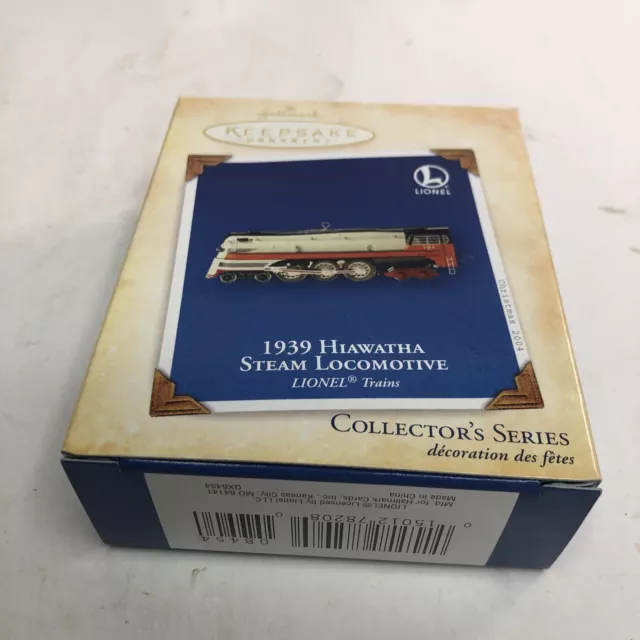 Hallmark
KEEPSAKE
ORNAMENT
LIONEL
Christmas 2004
1939 HIAWATHA
STEAM LOCOMOTIVE
LIONEL® Trains
COLLECTOR'S SERIES
décoration des fêtes
Mfd. for Hallmark Cards, Inc., Kansas City, MO 64141
Made in China
LIONEL® Licensed by Lionel LLC
QX8454
0 15012 78208 0
08454